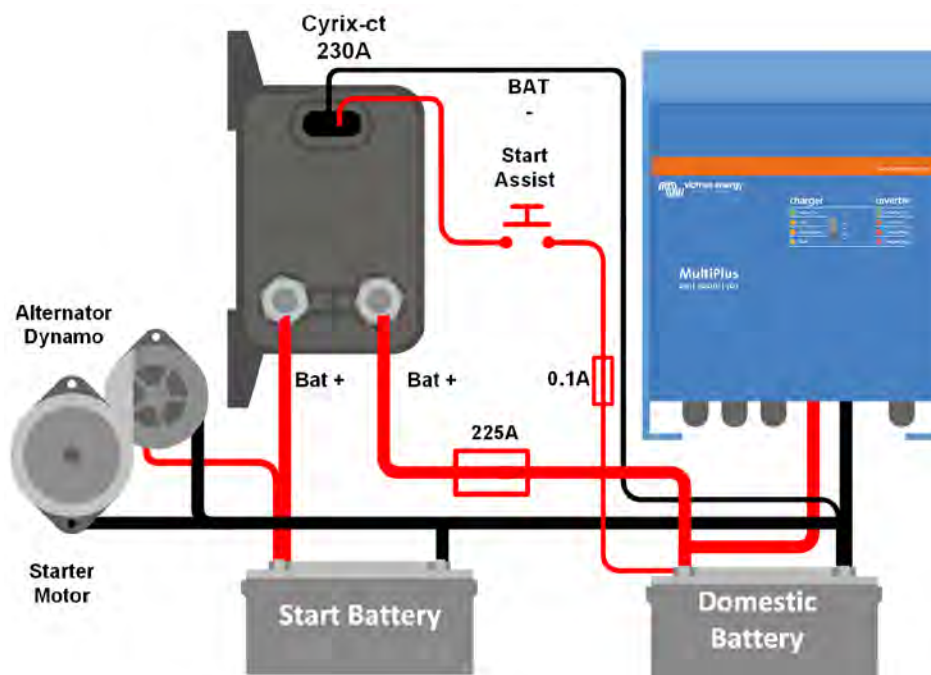 Cyrix-ct
230A
BAT
-
Start
Assist
victron energy
charger
inverter
MultiPlus
Alternator
Dynamo
Bat +
Bat +
0.1A
225A
Starter
Motor
Start Battery
Domestic
Battery